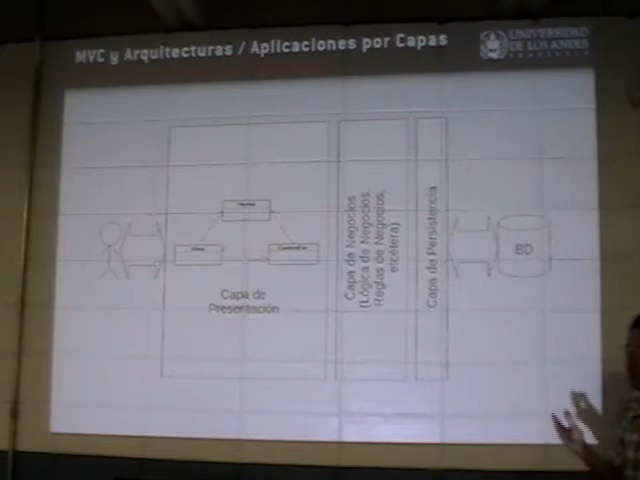 MVC y Arquitecturas / Aplicaciones por Capas
UNIVERSIDAD
DE LOS ANDES
Capa de
Presentación
Capa de Negocios
(Lógica de Negocios,
Reglas de Negocios,
etcétera)
Capa de Persistencia
BD